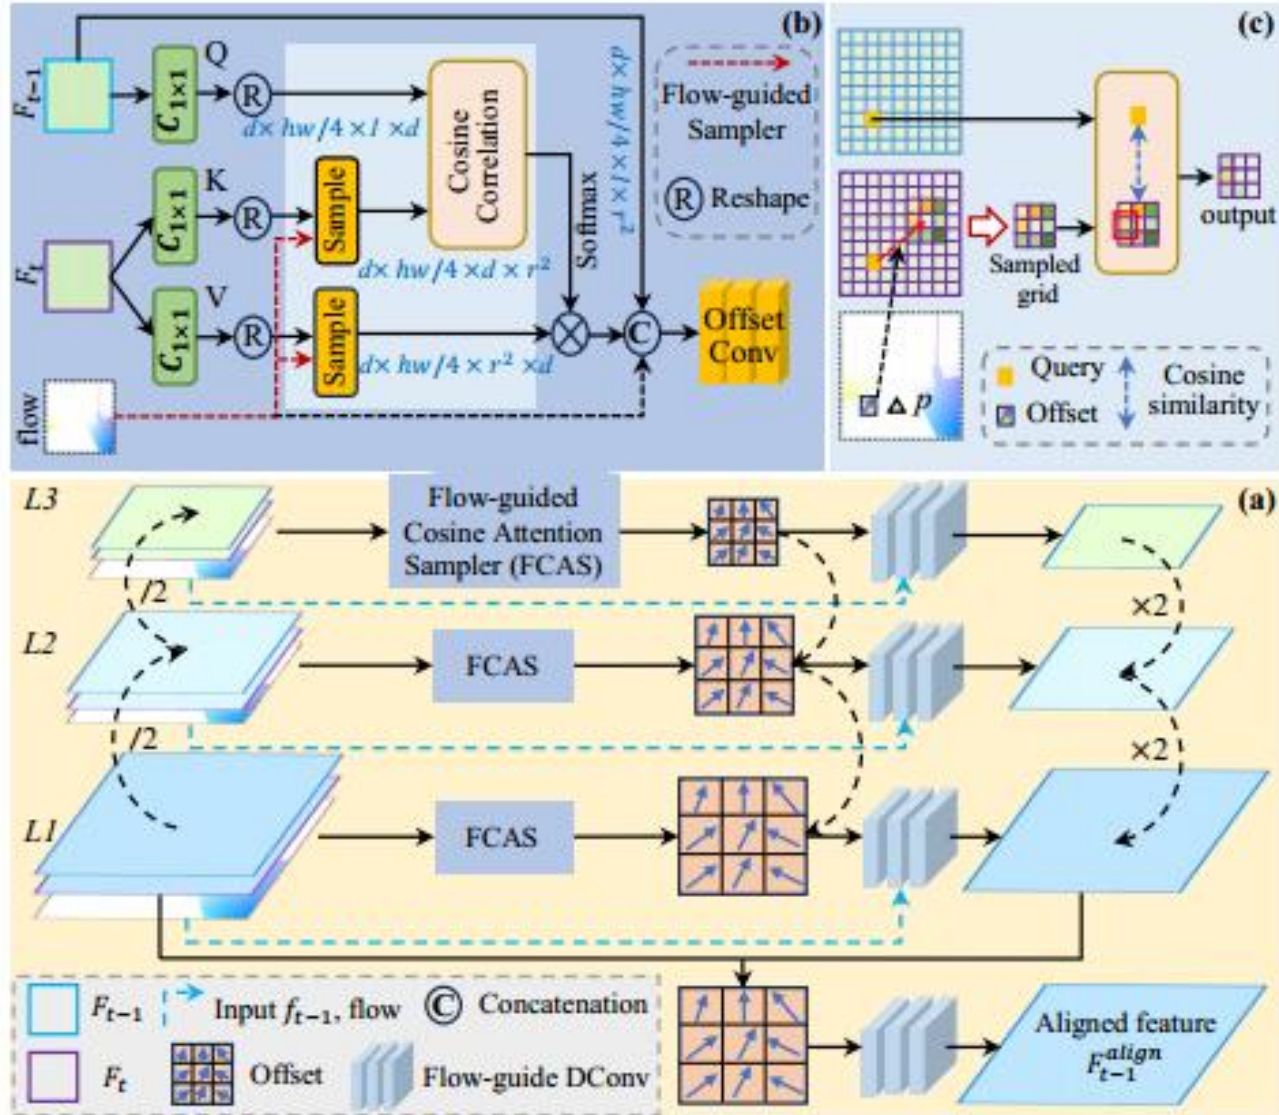 (b)
F_{t-1}
C_{1×1}
Q
R
d× hw/4 × l ×d
Cosine
Correlation
d× hw/4 × l × r²
Flow-guided
Sampler
R Reshape
F_t
C_{1×1}
K
R
Sample
d× hw/4 ×d × r²
Softmax
C_{1×1}
V
R
Sample
d× hw/4 × r² ×d
C
Offset
Conv
flow
(c)
output
Sampled
grid
Δ p
Query
Offset
Cosine
similarity
(a)
L3
Flow-guided
Cosine Attention
Sampler (FCAS)
/2
×2
L2
FCAS
/2
×2
L1
FCAS
F_{t-1}
Input f_{t-1}, flow
C Concatenation
F_t
Offset
Flow-guide DConv
Aligned feature
F_{t-1}^{align}